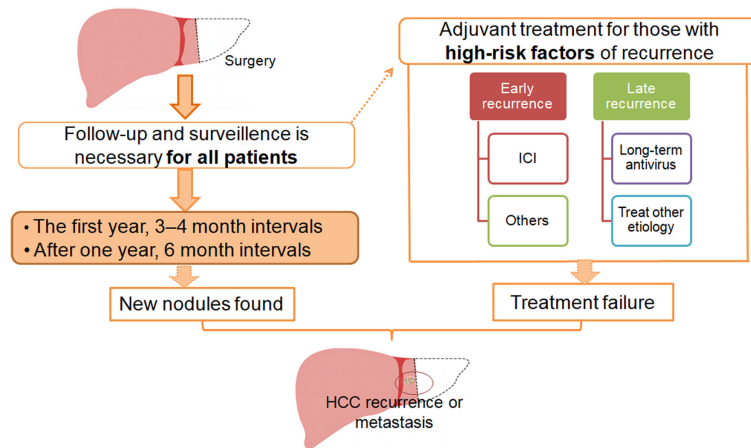 Surgery
Follow-up and surveillence is
necessary for all patients
• The first year, 3–4 month intervals
• After one year, 6 month intervals
New nodules found
Adjuvant treatment for those with
high-risk factors of recurrence
Early
recurrence
ICI
Others
Late
recurrence
Long-term
antivirus
Treat other
etiology
Treatment failure
HCC recurrence or
metastasis